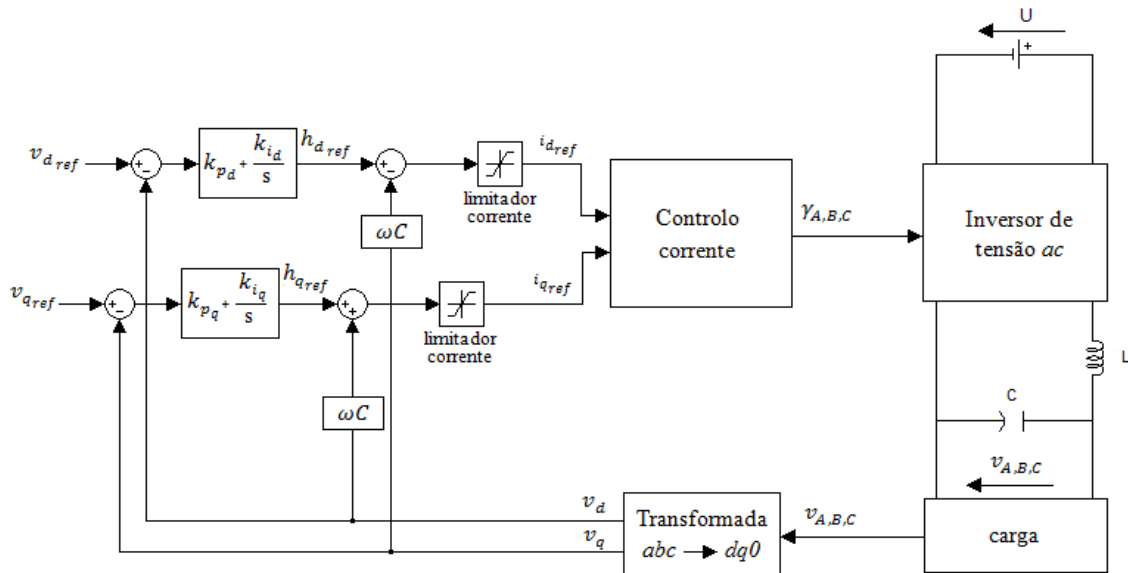 U
+
v_d_ref
+
−
k_p_d + k_i_d / s
h_d_ref
+
−
limitador
corrente
i_d_ref
ωC
Controlo
corrente
γ_A,B,C
Inversor de
tensão ac
v_q_ref
+
−
k_p_q + k_i_q / s
h_q_ref
+
+
limitador
corrente
i_q_ref
ωC
L
C
v_A,B,C
v_d
v_q
Transformada
abc → dq0
v_A,B,C
carga